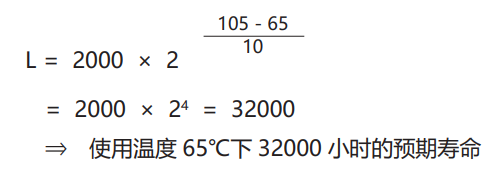 105 - 65
10
L = 2000 × 2
= 2000 × 2⁴ = 32000
⇒ 使用温度 65℃下 32000 小时的预期寿命